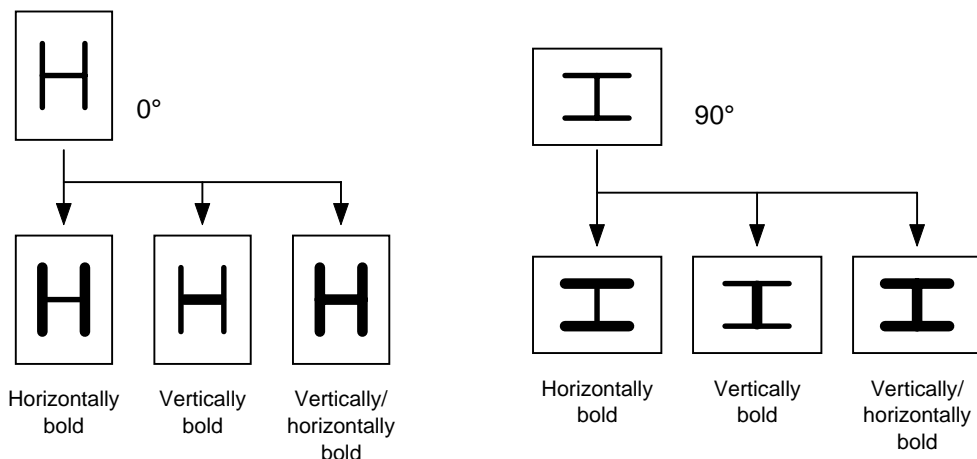 H
0°
H
H
H
Horizontally
bold
Vertically
bold
Vertically/
horizontally
bold
H
90°
H
H
H
Horizontally
bold
Vertically
bold
Vertically/
horizontally
bold